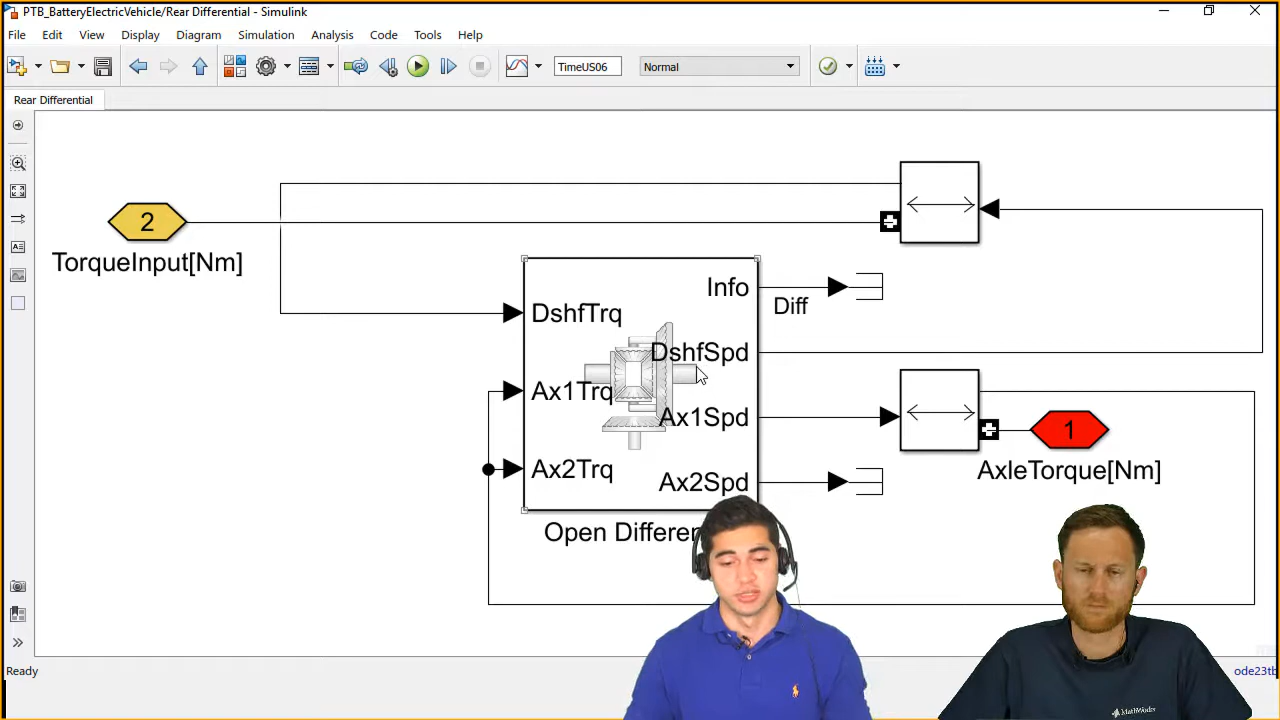 PTB_BatteryElectricVehicle/Rear Differential - Simulink
File Edit View Display Diagram Simulation Analysis Code Tools Help
TimeUS06
Normal
Rear Differential
2
TorqueInput[Nm]
Info
Diff
DshfTrq
DshfSpd
Ax1Trq
Ax1Spd
1
AxleTorque[Nm]
Ax2Trq
Ax2Spd
Open Differen
Ready
ode23tb
MathWorks